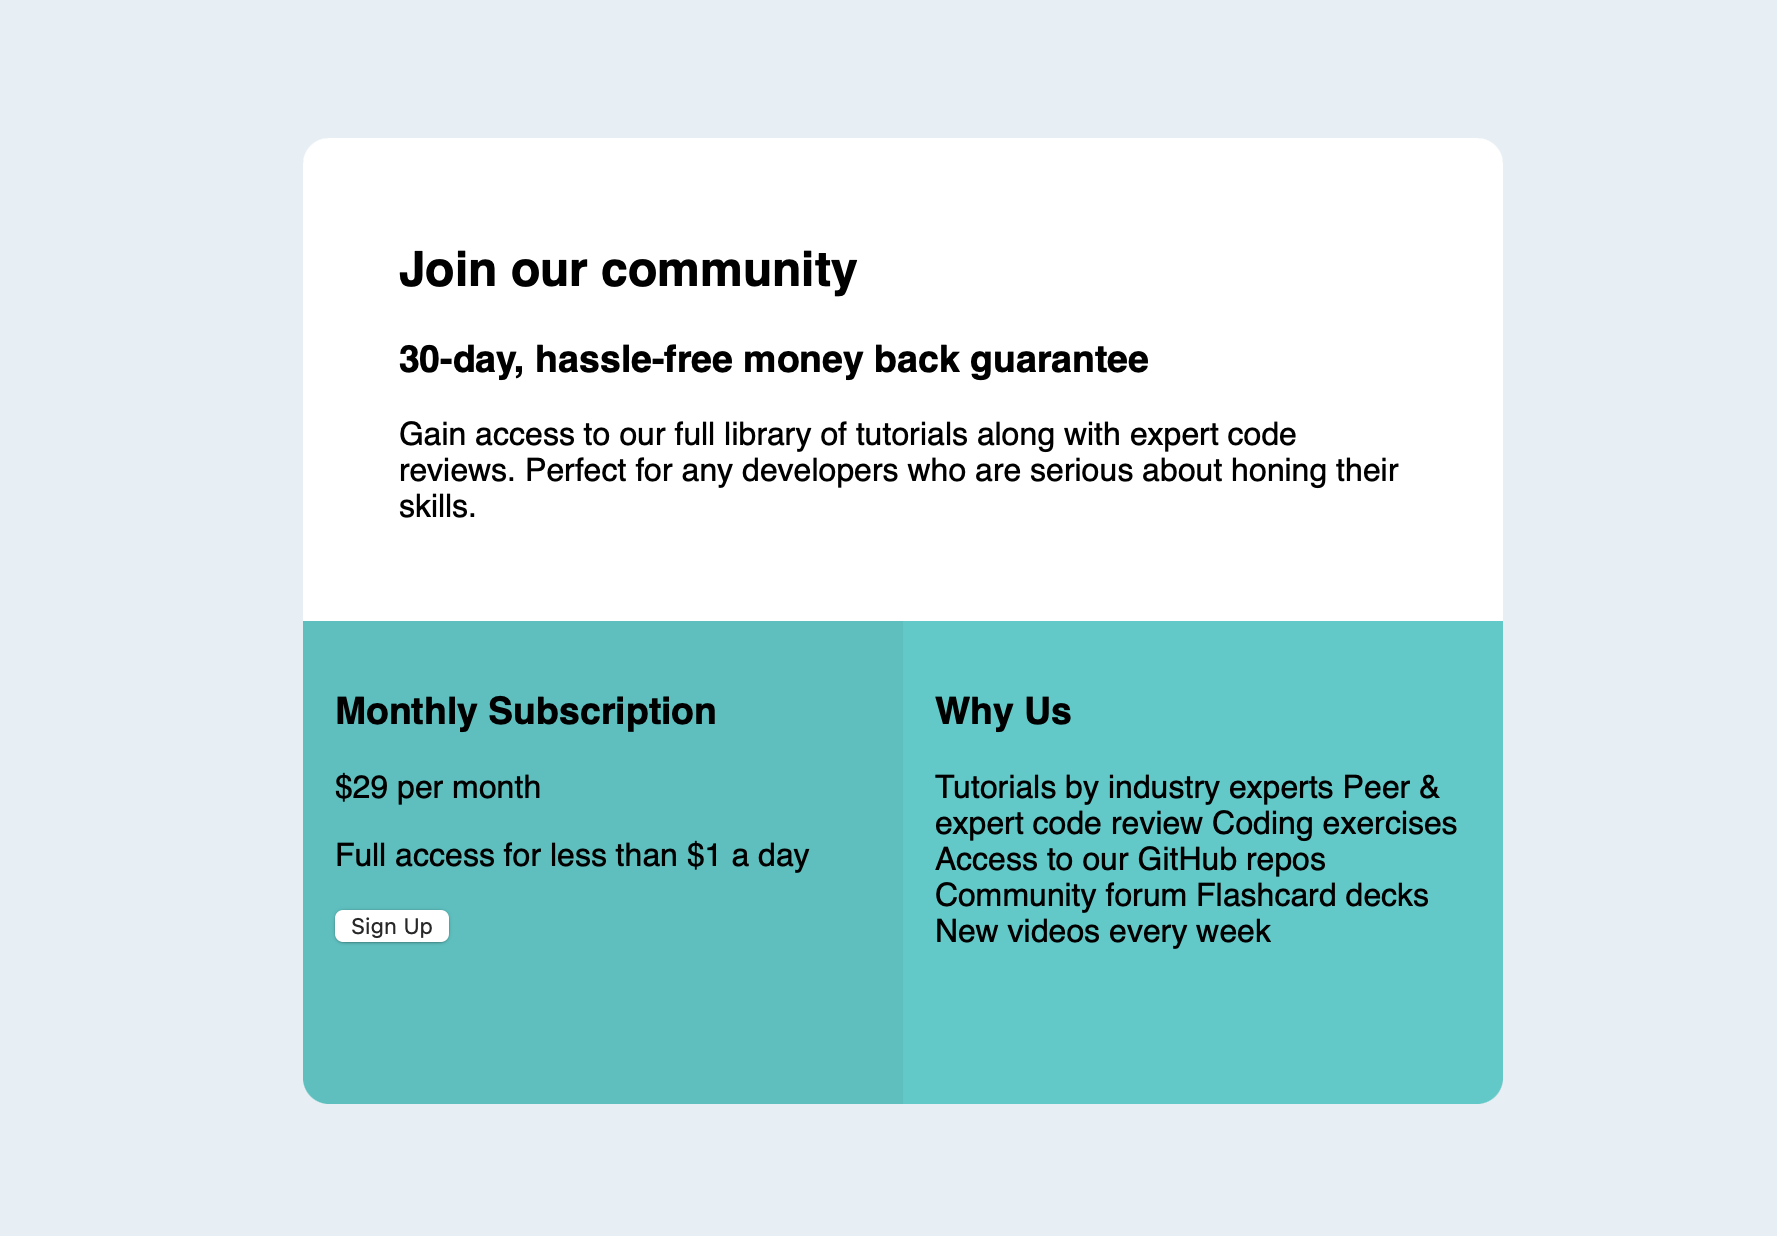 Join our community
30-day, hassle-free money back guarantee
Gain access to our full library of tutorials along with expert code
reviews. Perfect for any developers who are serious about honing their
skills.
Monthly Subscription
$29 per month
Full access for less than $1 a day
Sign Up
Why Us
Tutorials by industry experts Peer &
expert code review Coding exercises
Access to our GitHub repos
Community forum Flashcard decks
New videos every week